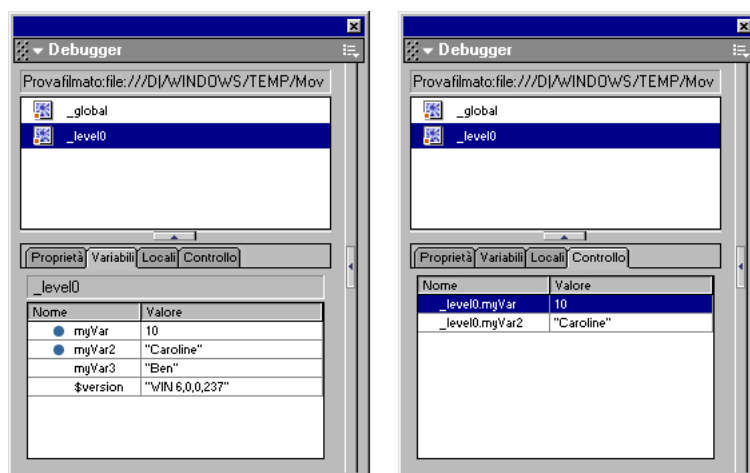 Debugger
Provafilmato:file:///D|/WINDOWS/TEMP/Mov
_global
_level0
Proprietà Variabili Locali Controllo
_level0
Nome Valore
myVar 10
myVar2 "Caroline"
myVar3 "Ben"
$version "WIN 6,0,0,237"
Debugger
Provafilmato:file:///D|/WINDOWS/TEMP/Mov
_global
_level0
Proprietà Variabili Locali Controllo
Nome Valore
_level0.myVar 10
_level0.myVar2 "Caroline"